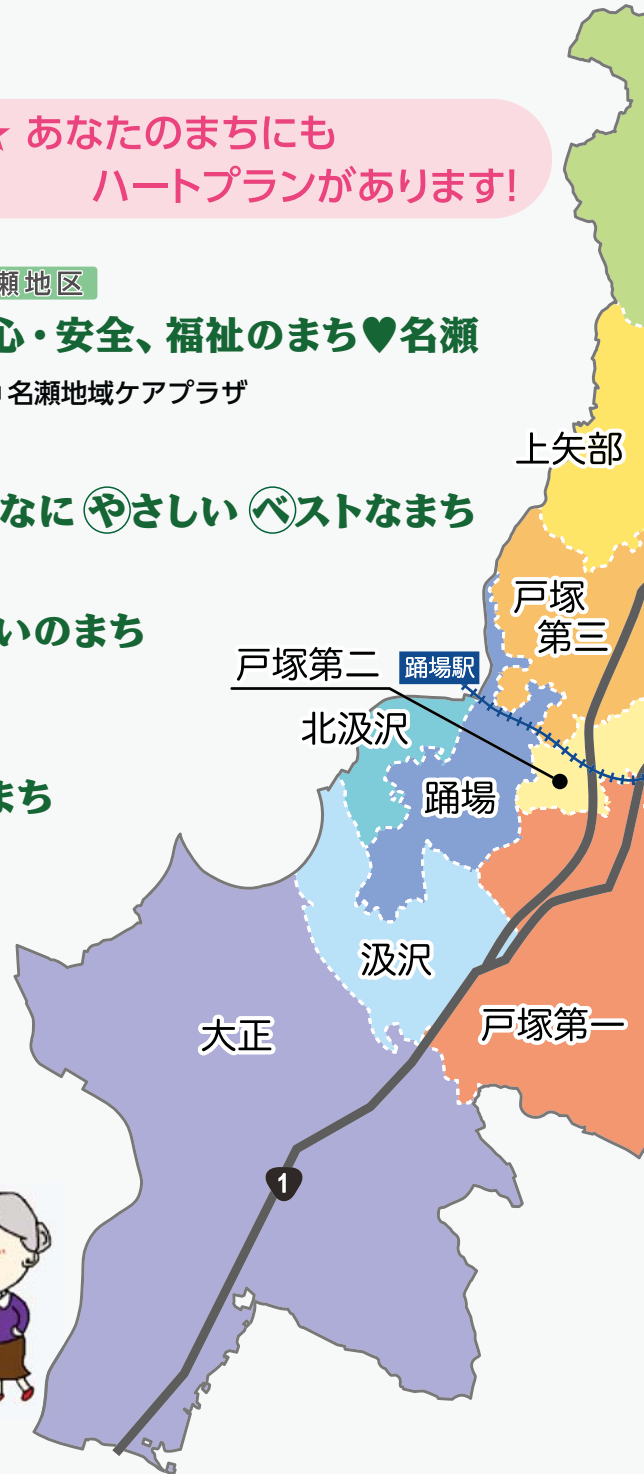 ★ あなたのまちにも
ハートプランがあります!
瀬地区
心・安全、福祉のまち♥名瀬
名瀬地域ケアプラザ
上矢部
なに やさしい ベストなまち
戸塚
第三
いのまち
戸塚第二
踊場駅
北汲沢
踊場
まち
汲沢
戸塚第一
大正
1